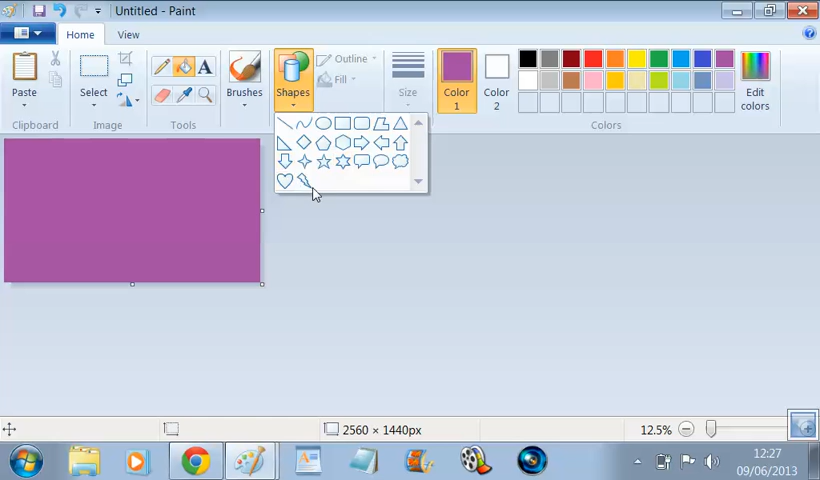 Untitled - Paint
Home
View
Paste
Select
Brushes
Shapes
Outline
Fill
Size
Color 1
Color 2
Edit colors
Clipboard
Image
Tools
Colors
2560 × 1440px
12.5%
12:27
09/06/2013